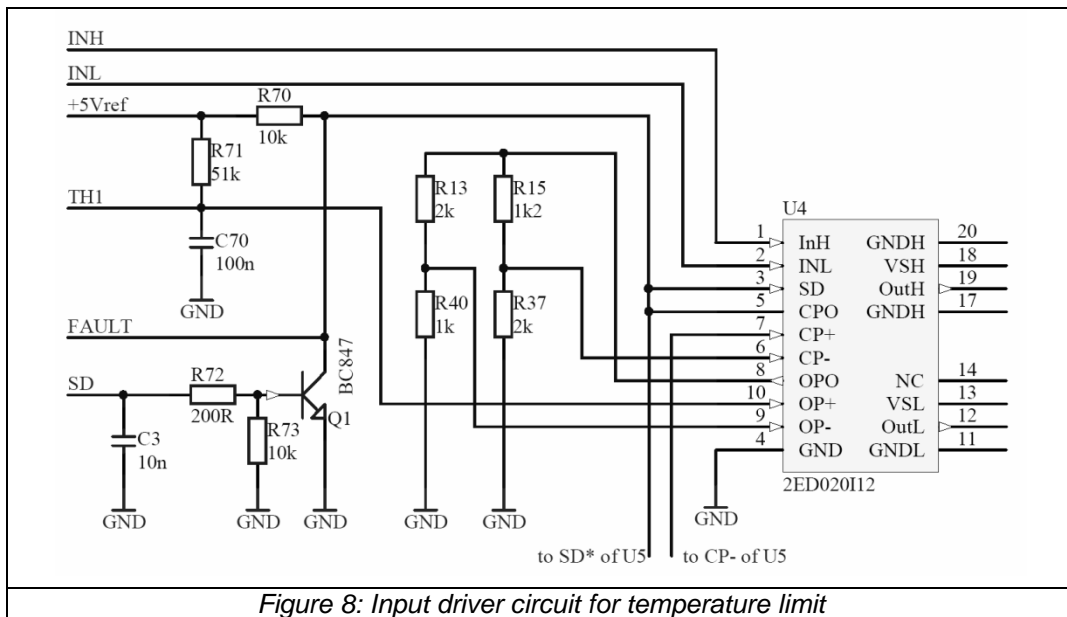 INH
INL
+5Vref
R70
10k
R71
51k
TH1
C70
100n
GND
FAULT
SD
R72
200R
C3
10n
GND
R73
10k
GND
BC847
Q1
GND
R13
2k
R15
1k2
R40
1k
R37
2k
GND
GND
U4
1 InH GNDH 20
2 INL VSH 18
3 SD OutH 19
5 CPO GNDH 17
7 CP+
6 CP-
8 OPO NC 14
10 OP+ VSL 13
9 OP- OutL 12
4 GND GNDL 11
2ED020I12
GND
to SD* of U5
to CP- of U5
Figure 8: Input driver circuit for temperature limit